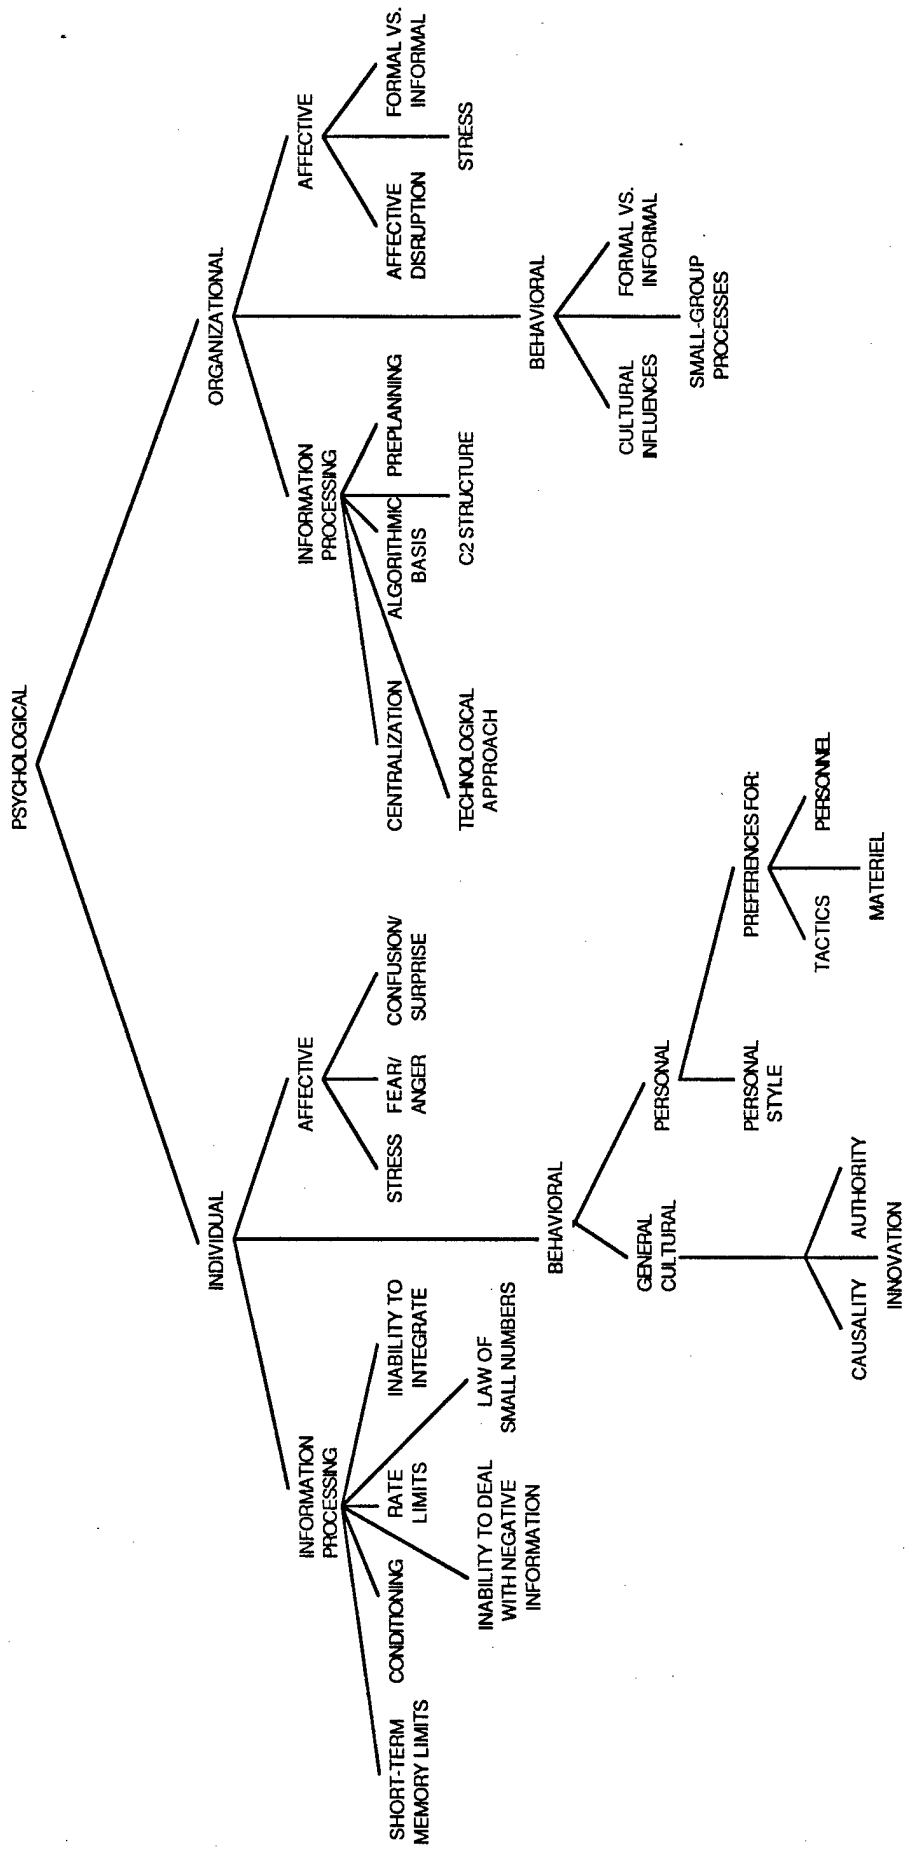 PSYCHOLOGICAL
INDIVIDUAL
ORGANIZATIONAL
INFORMATION
PROCESSING
AFFECTIVE
INFORMATION
PROCESSING
AFFECTIVE
SHORT-TERM
MEMORY LIMITS
CONDITIONING
RATE
LIMITS
INABILITY TO
INTEGRATE
STRESS
FEAR/
ANGER
CONFUSION/
SURPRISE
CENTRALIZATION
ALGORITHMIC
BASIS
PREPLANNING
AFFECTIVE
DISRUPTION
FORMAL VS.
INFORMAL
INABILITY TO DEAL
WITH NEGATIVE
INFORMATION
LAW OF
SMALL NUMBERS
TECHNOLOGICAL
APPROACH
C2 STRUCTURE
STRESS
BEHAVIORAL
BEHAVIORAL
GENERAL
CULTURAL
PERSONAL
CULTURAL
INFLUENCES
FORMAL VS.
INFORMAL
SMALL-GROUP
PROCESSES
PERSONAL
STYLE
PREFERENCES FOR:
CAUSALITY
AUTHORITY
INNOVATION
TACTICS
PERSONNEL
MATERIEL